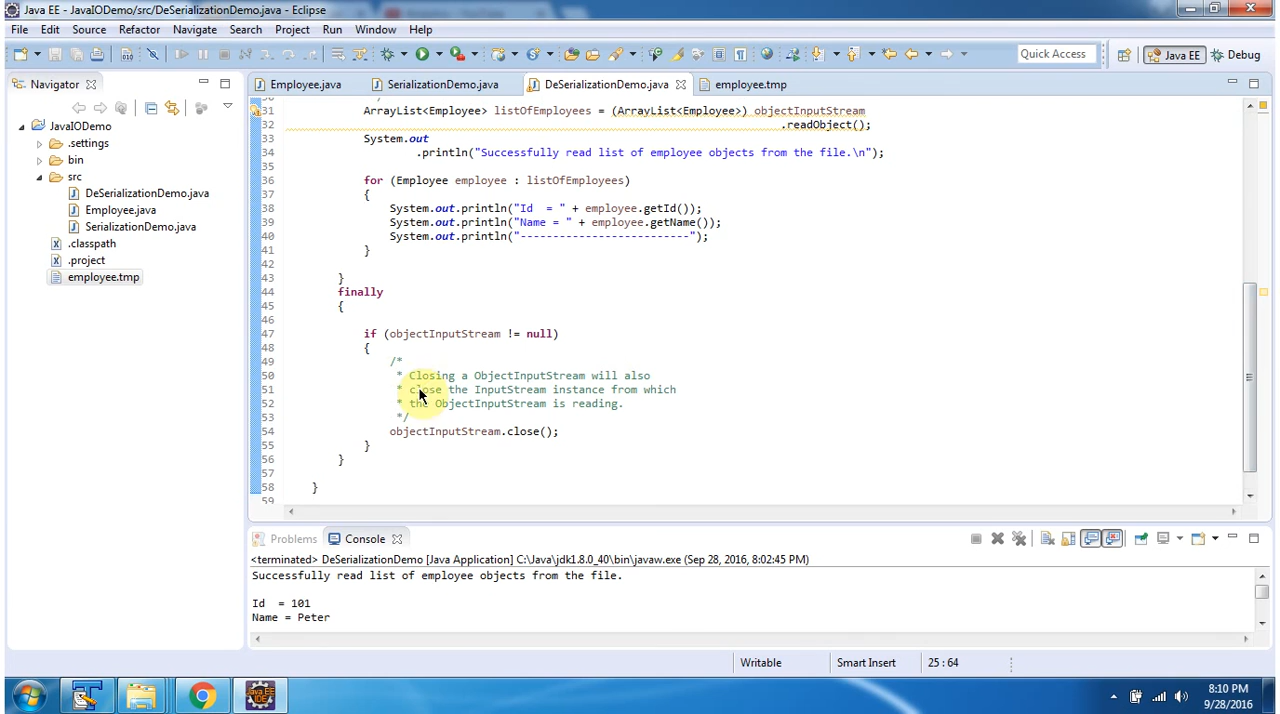 Java EE - JavaIODemo/src/DeSerializationDemo.java - Eclipse
File Edit Source Refactor Navigate Search Project Run Window Help
Quick Access
Java EE
Debug
Navigator
Employee.java
SerializationDemo.java
DeSerializationDemo.java
employee.tmp
JavaIODemo
.settings
bin
src
DeSerializationDemo.java
Employee.java
SerializationDemo.java
.classpath
.project
employee.tmp
31 ArrayList<Employee> listOfEmployees = (ArrayList<Employee>) objectInputStream
32 .readObject();
33 System.out
34 .println("Successfully read list of employee objects from the file.\n");
35
36 for (Employee employee : listOfEmployees)
37 {
38 System.out.println("Id  = " + employee.getId());
39 System.out.println("Name = " + employee.getName());
40 System.out.println("--------------------------");
41 }
42
43 }
44 finally
45 {
46
47 if (objectInputStream != null)
48 {
49 /*
50 * Closing a ObjectInputStream will also
51 * close the InputStream instance from which
52 * the ObjectInputStream is reading.
53 */
54 objectInputStream.close();
55 }
56 }
57
58 }
59
Problems
Console
<terminated> DeSerializationDemo [Java Application] C:\Java\jdk1.8.0_40\bin\javaw.exe (Sep 28, 2016, 8:02:45 PM)
Successfully read list of employee objects from the file.
Id  = 101
Name = Peter
Writable
Smart Insert
25 : 64
Java EE
IDE
8:10 PM
9/28/2016